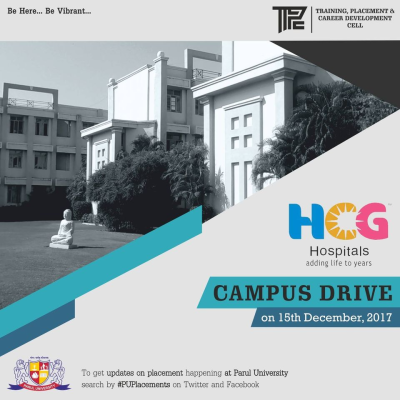 Be Here... Be Vibrant...
TRAINING, PLACEMENT &
CAREER DEVELOPMENT
CELL
HCG
Hospitals
adding life to years
CAMPUS DRIVE
on 15th December, 2017
To get updates on placement happening at Parul University
search by #PUPlacements on Twitter and Facebook